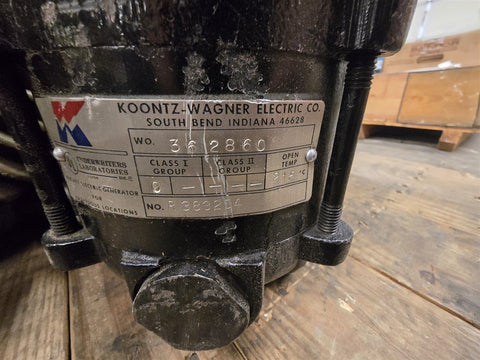 KOONTZ-WAGNER ELECTRIC CO.
SOUTH BEND INDIANA 46628
WO. 362860
UNDERWRITERS
LABORATORIES
CLASS I
GROUP
CLASS II
GROUP
OPEN
TEMP
ELECTRIC GENERATOR
FOR
LOCATIONS
NO.